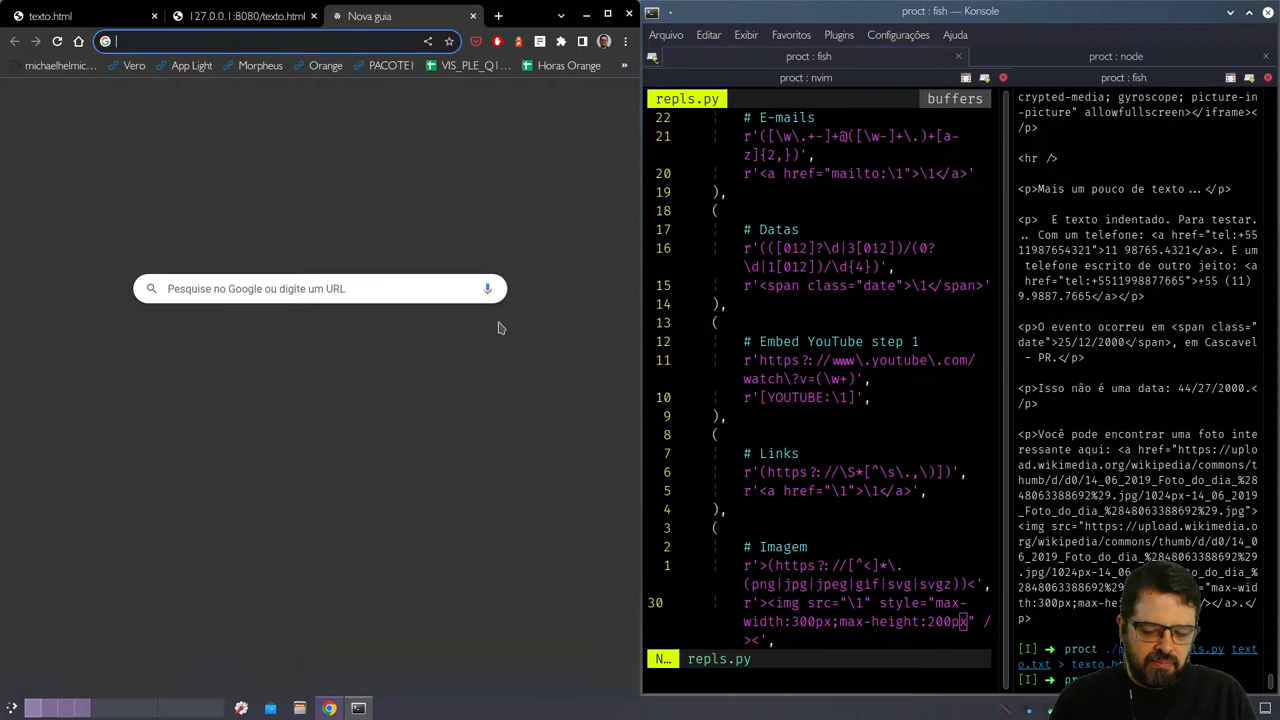 texto.html
127.0.0.1:8080/texto.html
Nova guia
michaelhelmic...
Vero
App Light
Morpheus
Orange
PACOTE1
VIS_PLE_Q1...
Horas Orange
»
Pesquise no Google ou digite um URL
proct : fish — Konsole
Arquivo Editar Exibir Favoritos Plugins Configurações Ajuda
proct : fish
proct : node
proct : nvim
proct : fish
repls.py
buffers
22 # E-mails
21 r'([\w\.+-]+@([\w-]+\.)+[a-
z]{2,})',
20 r'<a href="mailto:\1">\1</a>'
19 ),
18 (
17 # Datas
16 r'(([012]?\d|3[012])/(0?
\d|1[012])/\d{4})',
15 r'<span class="date">\1</span>'
14 ),
13 (
12 # Embed YouTube step 1
11 r'https?://www\.youtube\.com/
watch\?v=(\w+)',
10 r'[YOUTUBE:\1]',
9 ),
8 (
7 # Links
6 r'(https?://\S*[^\s\.,\)])',
5 r'<a href="\1">\1</a>',
4 ),
3 (
2 # Imagem
1 r'>(https?://[^<]*\.
(png|jpg|jpeg|gif|svg|svgz))<',
30 r'><img src="\1" style="max-
width:300px;max-height:200px" /
><',
N... repls.py
crypted-media; gyroscope; picture-in
-picture" allowfullscreen></iframe><
/p>
<hr />
<p>Mais um pouco de texto...</p>
<p> E texto indentado. Para testar.
.. Com um telefone: <a href="tel:+55
11987654321">11 98765.4321</a>. E um
telefone escrito de outro jeito: <a
href="tel:+5511998877665">+55 (11)
9.9887.7665</a></p>
<p>O evento ocorreu em <span class="
date">25/12/2000</span>, em Cascavel
- PR.</p>
<p>Isso não é uma data: 44/27/2000.<
/p>
<p>Você pode encontrar uma foto inte
ressante aqui: <a href="https://uplo
ad.wikimedia.org/wikipedia/commons/t
humb/d/d0/14_06_2019_Foto_do_dia_%28
48063388692%29.jpg/1024px-14_06_2019
_Foto_do_dia_%2848063388692%29.jpg">
<img src="https://upload.wikimedia.o
rg/wikipedia/commons/thumb/d/d0/14_0
6_2019_Foto_do_dia_%2848063388692%29
.jpg/1024px-14_06_2019_Foto_do_dia_%
2848063388692%
th:300px;max-
</a>.</
p>
[I] ➜ proct ./
.py text
o.txt > texto.h
[I] ➜